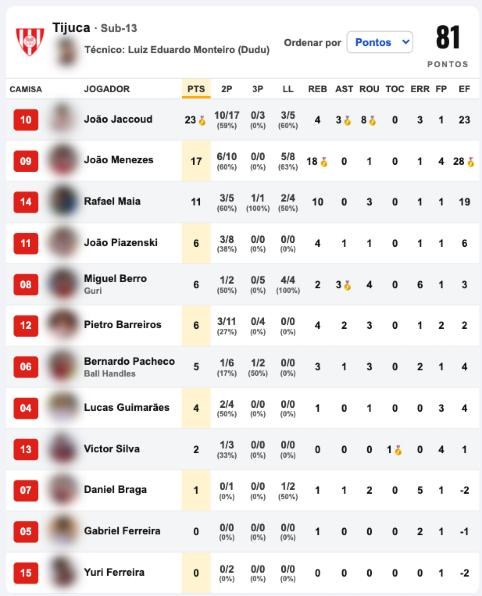 Tijuca · Sub-13
Técnico: Luiz Eduardo Monteiro (Dudu)
Ordenar por Pontos
81
PONTOS
CAMISA JOGADOR PTS 2P 3P LL REB AST ROU TOC ERR FP EF
10 João Jaccoud 23 10/17 (59%) 0/3 (0%) 3/5 (60%) 4 3 8 0 3 1 23
09 João Menezes 17 6/10 (60%) 0/0 (0%) 5/8 (63%) 18 0 1 0 1 4 28
14 Rafael Maia 11 3/5 (60%) 1/1 (100%) 2/4 (50%) 10 0 3 0 1 1 19
11 João Piazenski 6 3/8 (38%) 0/0 (0%) 0/0 (0%) 4 1 1 0 1 1 6
08 Miguel Berro 6 1/2 (50%) 0/5 (0%) 4/4 (100%) 2 3 4 0 6 1 3
Guri
12 Pietro Barreiros 6 3/11 (27%) 0/4 (0%) 0/0 (0%) 4 2 3 0 1 2 2
06 Bernardo Pacheco 5 1/6 (17%) 1/2 (50%) 0/0 (0%) 3 1 3 0 2 1 4
Ball Handles
04 Lucas Guimarães 4 2/4 (50%) 0/0 (0%) 0/0 (0%) 1 0 1 0 0 3 4
13 Victor Silva 2 1/3 (33%) 0/0 (0%) 0/0 (0%) 0 0 0 1 0 4 1
07 Daniel Braga 1 0/1 (0%) 0/0 (0%) 1/2 (50%) 1 1 2 0 5 1 -2
05 Gabriel Ferreira 0 0/0 (0%) 0/0 (0%) 0/0 (0%) 1 0 0 0 2 1 -1
15 Yuri Ferreira 0 0/2 (0%) 0/0 (0%) 0/0 (0%) 0 0 0 0 0 1 -2